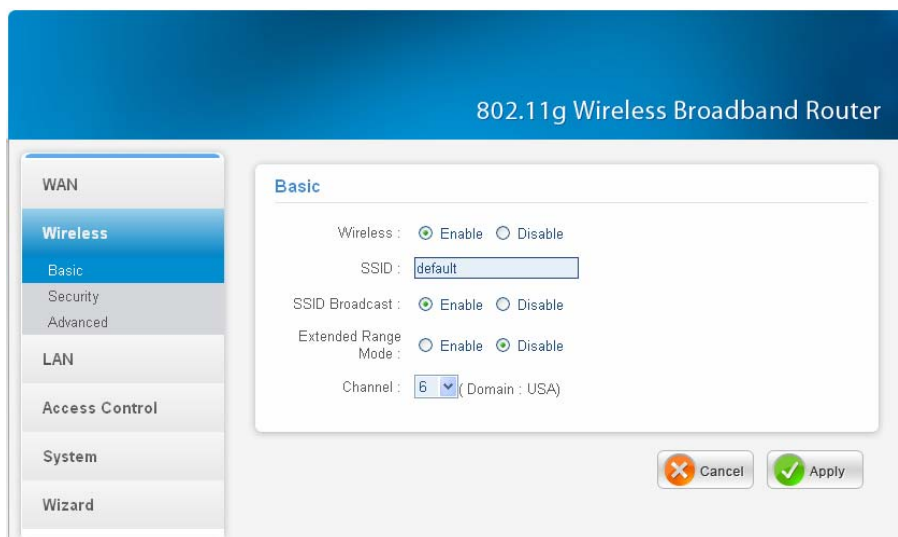 802.11g Wireless Broadband Router
WAN
Wireless
Basic
Security
Advanced
LAN
Access Control
System
Wizard
Basic
Wireless : Enable Disable
SSID : default
SSID Broadcast : Enable Disable
Extended Range
Mode : Enable Disable
Channel : 6 ( Domain : USA)
Cancel Apply